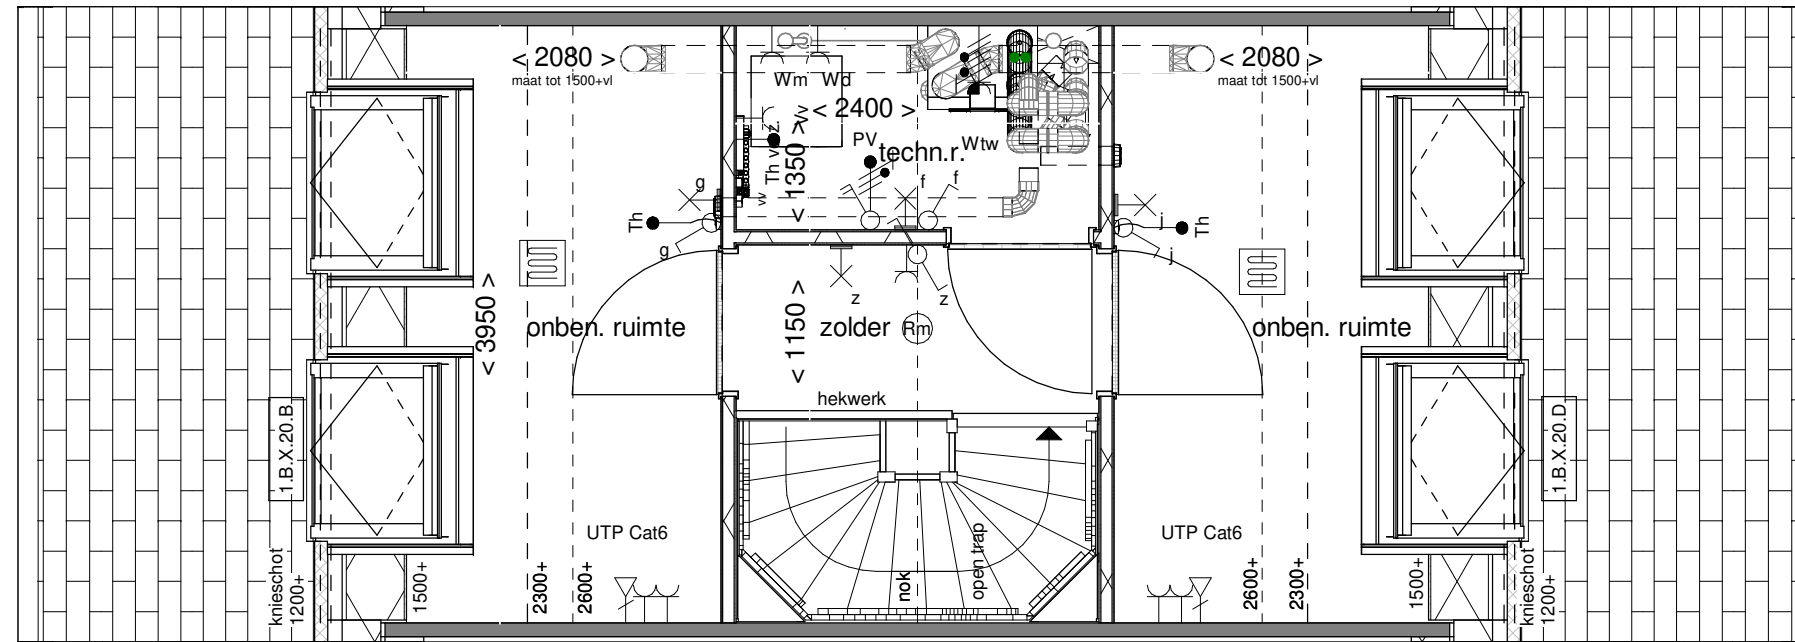 < 2080 >
maat tot 1500+vl
Wm
Wd
< 2400 >
< 2080 >
maat tot 1500+vl
PV
techn.r.
Wtw
< 1350 >
vv
g
f
f
Th
g
j
j
Th
z
z
< 3950 >
onben. ruimte
< 1150 >
zolder
Rm
onben. ruimte
hekwerk
1.B.X.20.B
1.B.X.20.D
UTP Cat6
UTP Cat6
knieschot
1200+
1500+
2300+
2600+
nok
open trap
2600+
2300+
1500+
knieschot
1200+